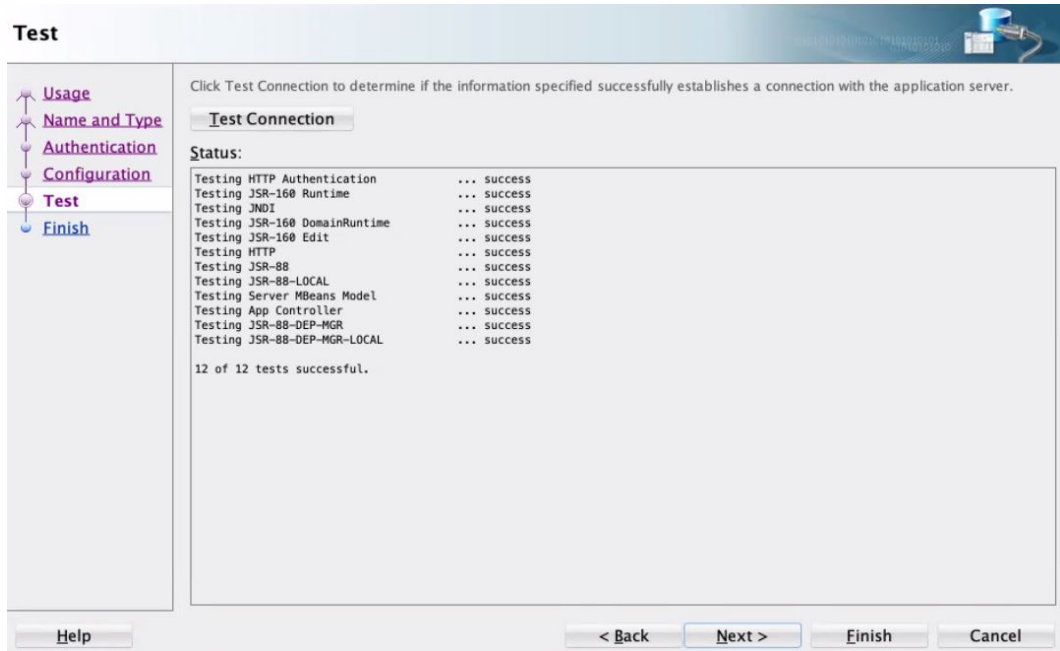 Test
Usage
Name and Type
Authentication
Configuration
Test
Finish
Click Test Connection to determine if the information specified successfully establishes a connection with the application server.
Test Connection
Status:
Testing HTTP Authentication ... success
Testing JSR-160 Runtime ... success
Testing JNDI ... success
Testing JSR-160 DomainRuntime ... success
Testing JSR-160 Edit ... success
Testing HTTP ... success
Testing JSR-88 ... success
Testing JSR-88-LOCAL ... success
Testing Server MBeans Model ... success
Testing App Controller ... success
Testing JSR-88-DEP-MGR ... success
Testing JSR-88-DEP-MGR-LOCAL ... success
12 of 12 tests successful.
Help
< Back
Next >
Finish
Cancel